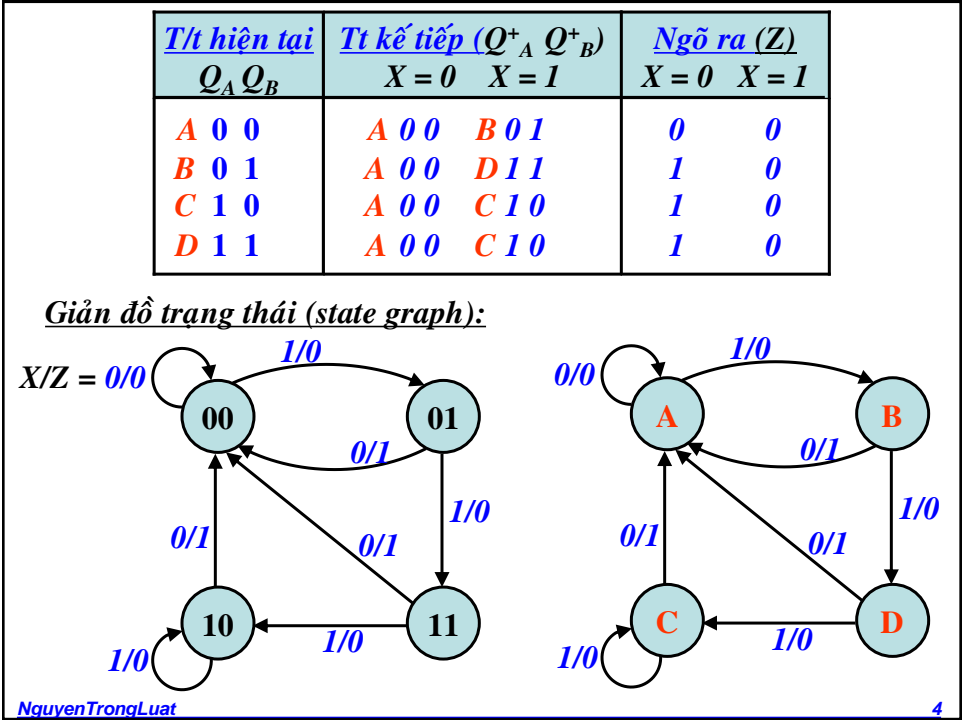 T/t hiện tại Tt kế tiếp (Q⁺A Q⁺B) Ngõ ra (Z)
QA QB X = 0 X = 1 X = 0 X = 1
A 0 0 A 0 0 B 0 1 0 0
B 0 1 A 0 0 D 1 1 1 0
C 1 0 A 0 0 C 1 0 1 0
D 1 1 A 0 0 C 1 0 1 0
Giản đồ trạng thái (state graph):
X/Z = 0/0
1/0
00
01
0/1
1/0
0/1
0/1
10
11
1/0
1/0
0/0
1/0
A
B
0/1
1/0
0/1
0/1
C
D
1/0
1/0
NguyenTrongLuat 4